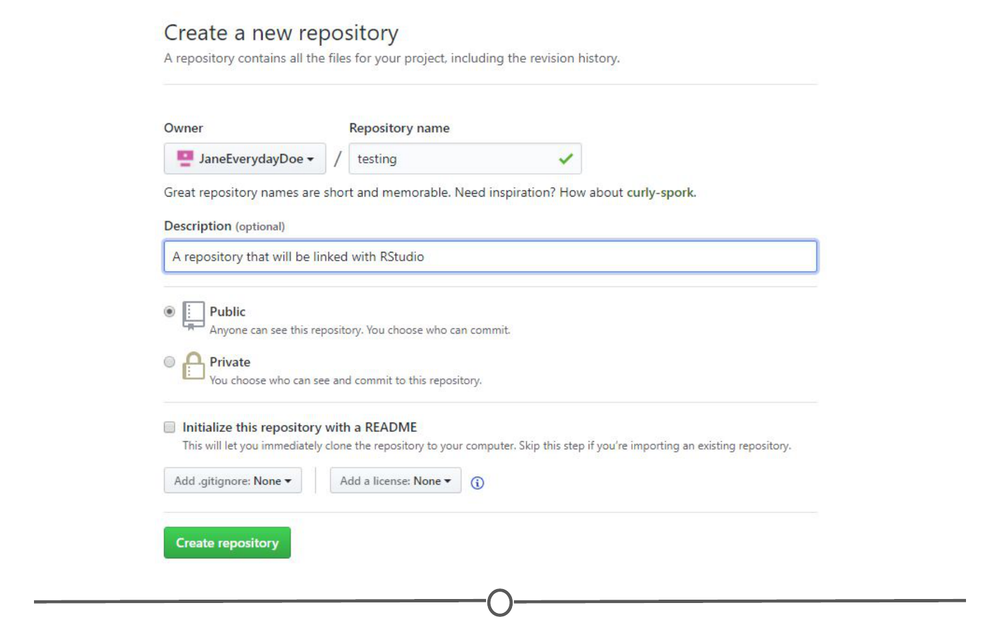 Create a new repository
A repository contains all the files for your project, including the revision history.
Owner
Repository name
JaneEverydayDoe
/
testing
Great repository names are short and memorable. Need inspiration? How about curly-spork.
Description (optional)
A repository that will be linked with RStudio
Public
Anyone can see this repository. You choose who can commit.
Private
You choose who can see and commit to this repository.
Initialize this repository with a README
This will let you immediately clone the repository to your computer. Skip this step if you're importing an existing repository.
Add .gitignore: None
Add a license: None
Create repository